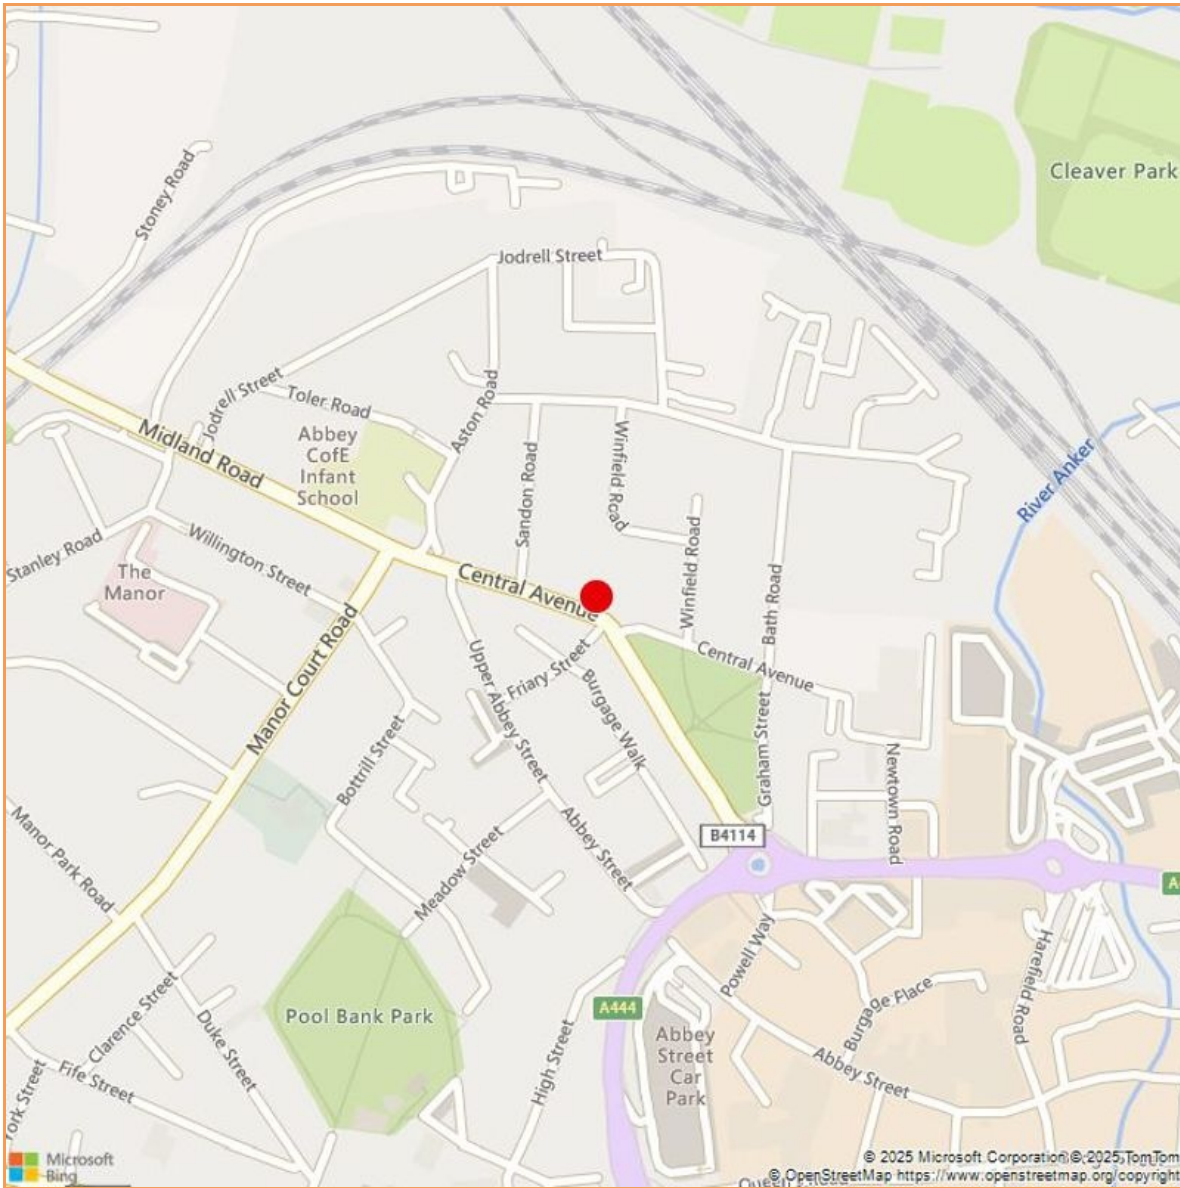 Cleaver Park
Stoney Road
Jodrell Street
Jodrell Street
Toler Road
Aston Road
Midland Road
Abbey
CofE
Infant
School
Sandon Road
Winfield Road
River Anker
Winfield Road
Stanley Road
Willington Street
The
Manor
Central Avenue
Bath Road
Manor Court Road
Upper Abbey Street
Friary Street
Burgage Walk
Central Avenue
Graham Street
Newtown Road
Bottrill Street
B4114
Manor Park Road
Meadow Street
Abbey Street
A
Powell Way
Harefield Road
Clarence Street
Duke Street
Pool Bank Park
A444
High Street
Abbey
Street
Car
Park
Burgage Place
Abbey Street
Fife Street
York Street
Microsoft
Bing
© 2025 Microsoft Corporation © 2025 TomTom
© OpenStreetMap https://www.openstreetmap.org/copyright